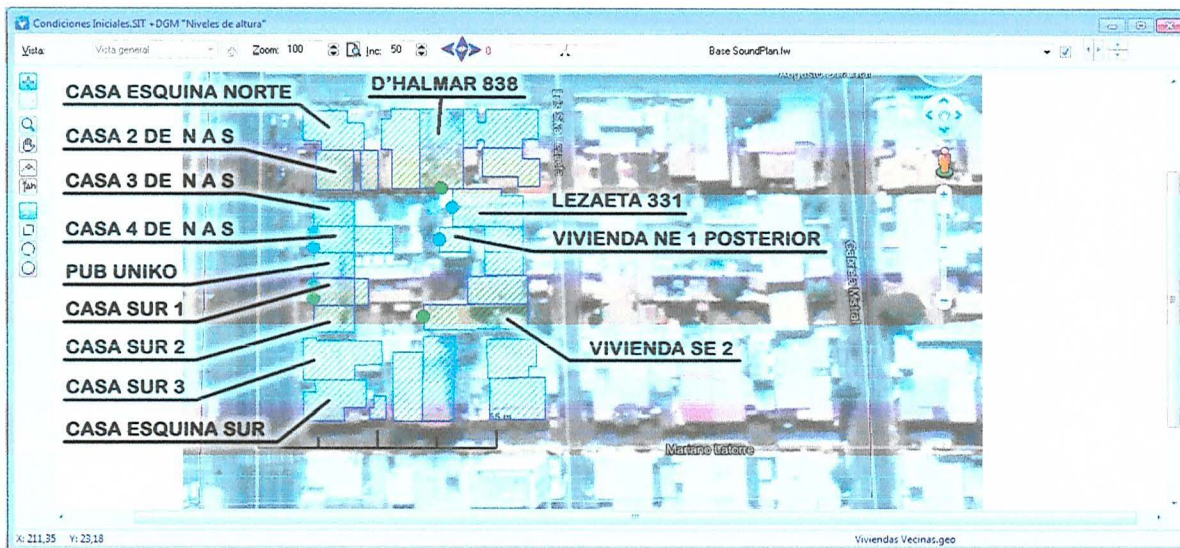 Condiciones Iniciales.SIT +DGM "Niveles de altura"
Vista: Vista general Zoom: 100 Inc: 50 0 Base SoundPlan.fw
CASA ESQUINA NORTE
D'HALMAR 838
CASA 2 DE N A S
CASA 3 DE N A S
LEZAETA 331
CASA 4 DE N A S
VIVIENDA NE 1 POSTERIOR
PUB UNIKO
CASA SUR 1
CASA SUR 2
VIVIENDA SE 2
CASA SUR 3
CASA ESQUINA SUR
Mariano Latorre
X: 211,35 Y: 23,18 Viviendas Vecinas.geo